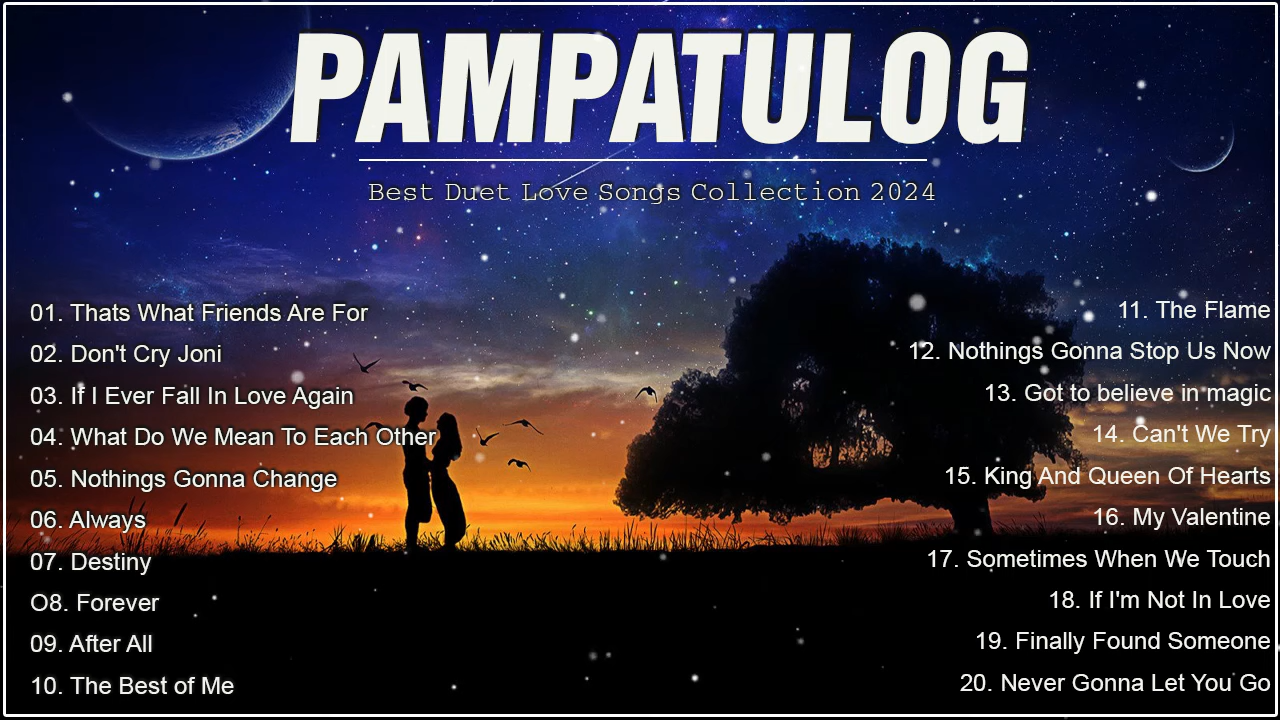 PAMPATULOG
Best Duet Love Songs Collection 2024
01. Thats What Friends Are For
02. Don't Cry Joni
03. If I Ever Fall In Love Again
04. What Do We Mean To Each Other
05. Nothings Gonna Change
06. Always
07. Destiny
O8. Forever
09. After All
10. The Best of Me
11. The Flame
12. Nothings Gonna Stop Us Now
13. Got to believe in magic
14. Can't We Try
15. King And Queen Of Hearts
16. My Valentine
17. Sometimes When We Touch
18. If I'm Not In Love
19. Finally Found Someone
20. Never Gonna Let You Go